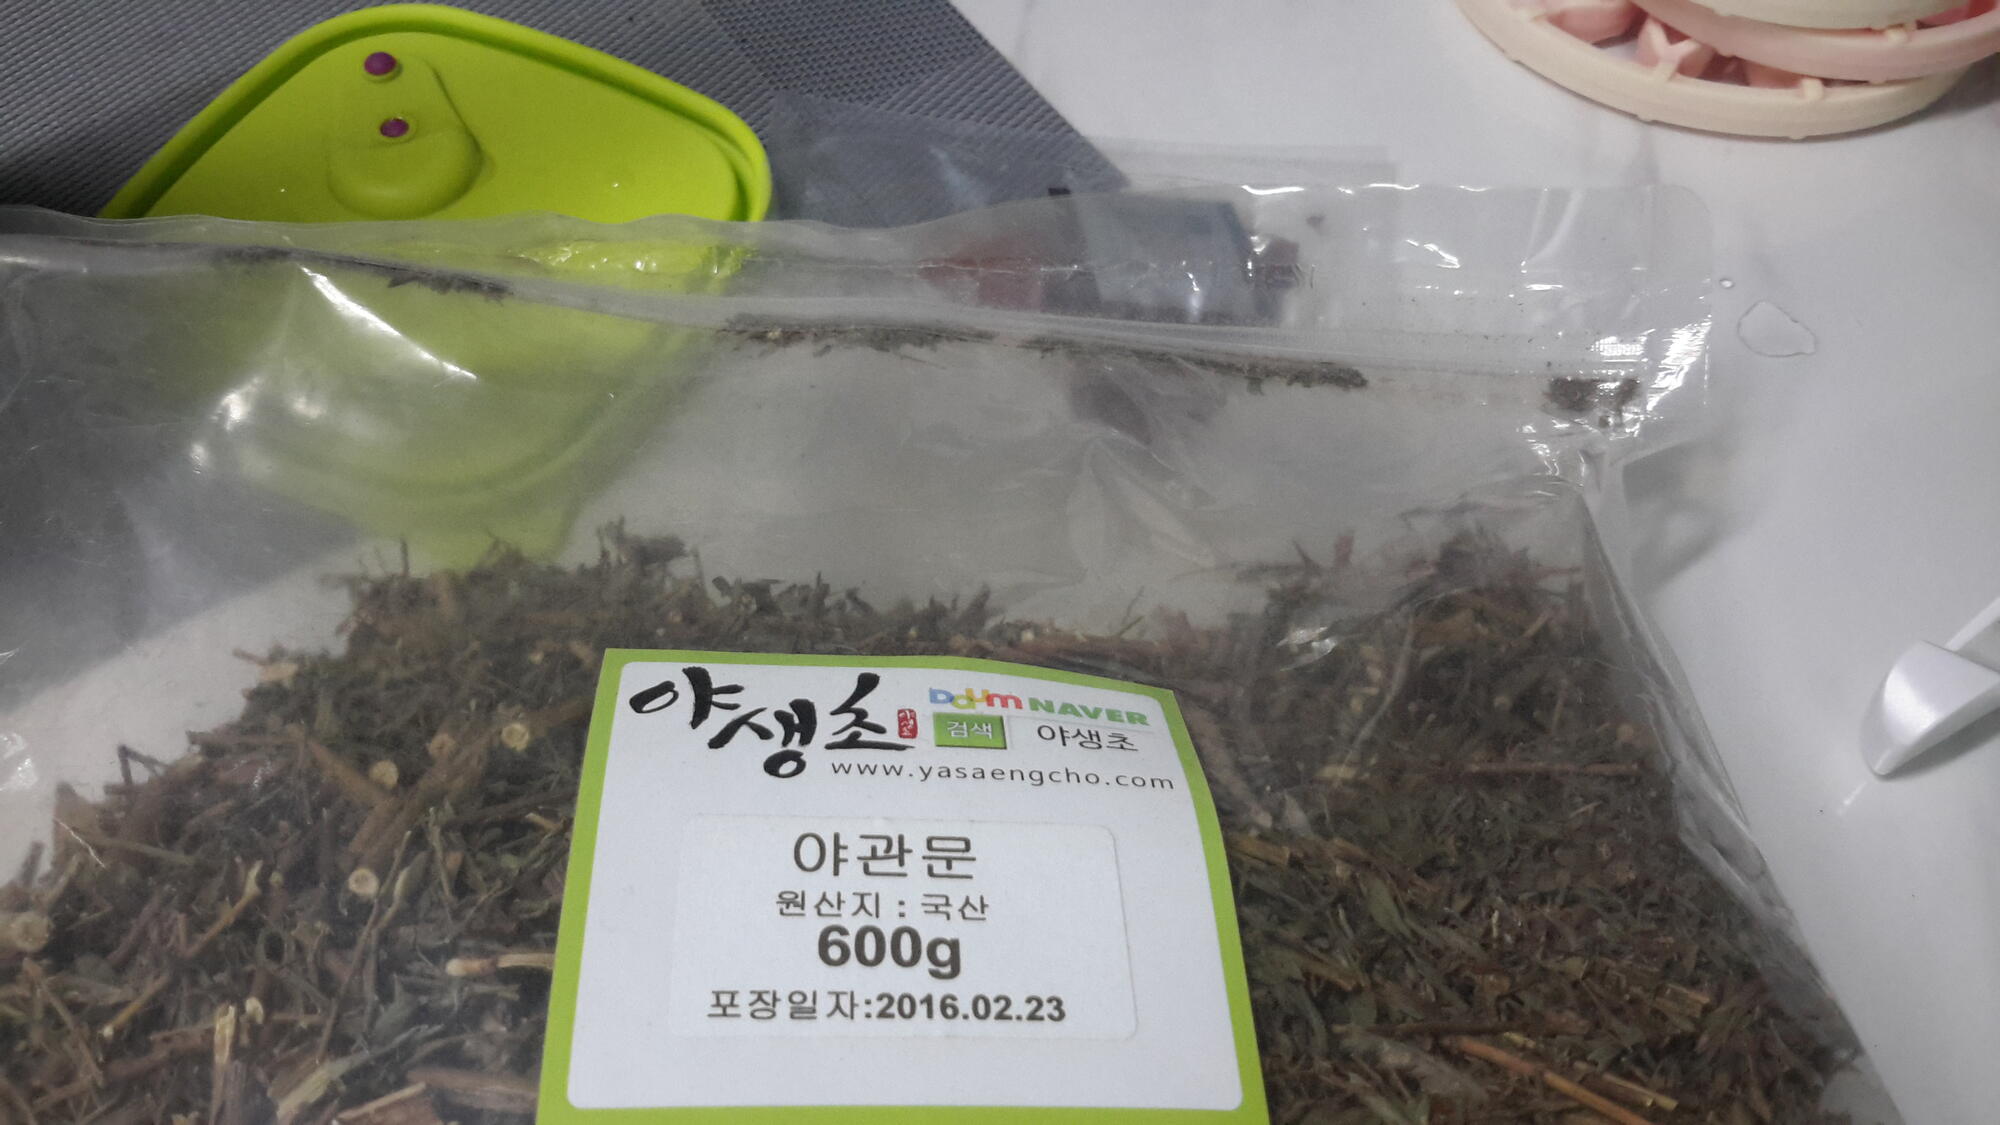 야생초
Daum NAVER
검색 야생초
www.yasaengcho.com
야관문
원산지 : 국산
600g
포장일자:2016.02.23